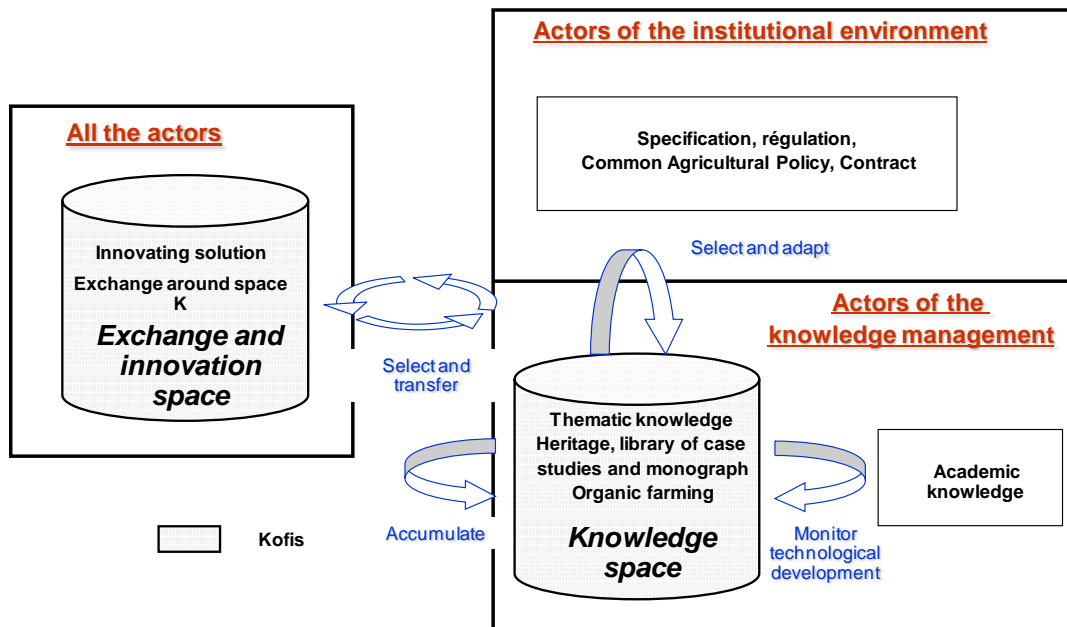 Actors of the institutional environment
Specification, régulation,
Common Agricultural Policy, Contract
All the actors
Innovating solution
Exchange around space
K
Exchange and
innovation
space
Select and adapt
Select and
transfer
Actors of the
knowledge management
Thematic knowledge
Heritage, library of case
studies and monograph
Organic farming
Knowledge
space
Academic
knowledge
Accumulate
Monitor
technological
development
Kofis